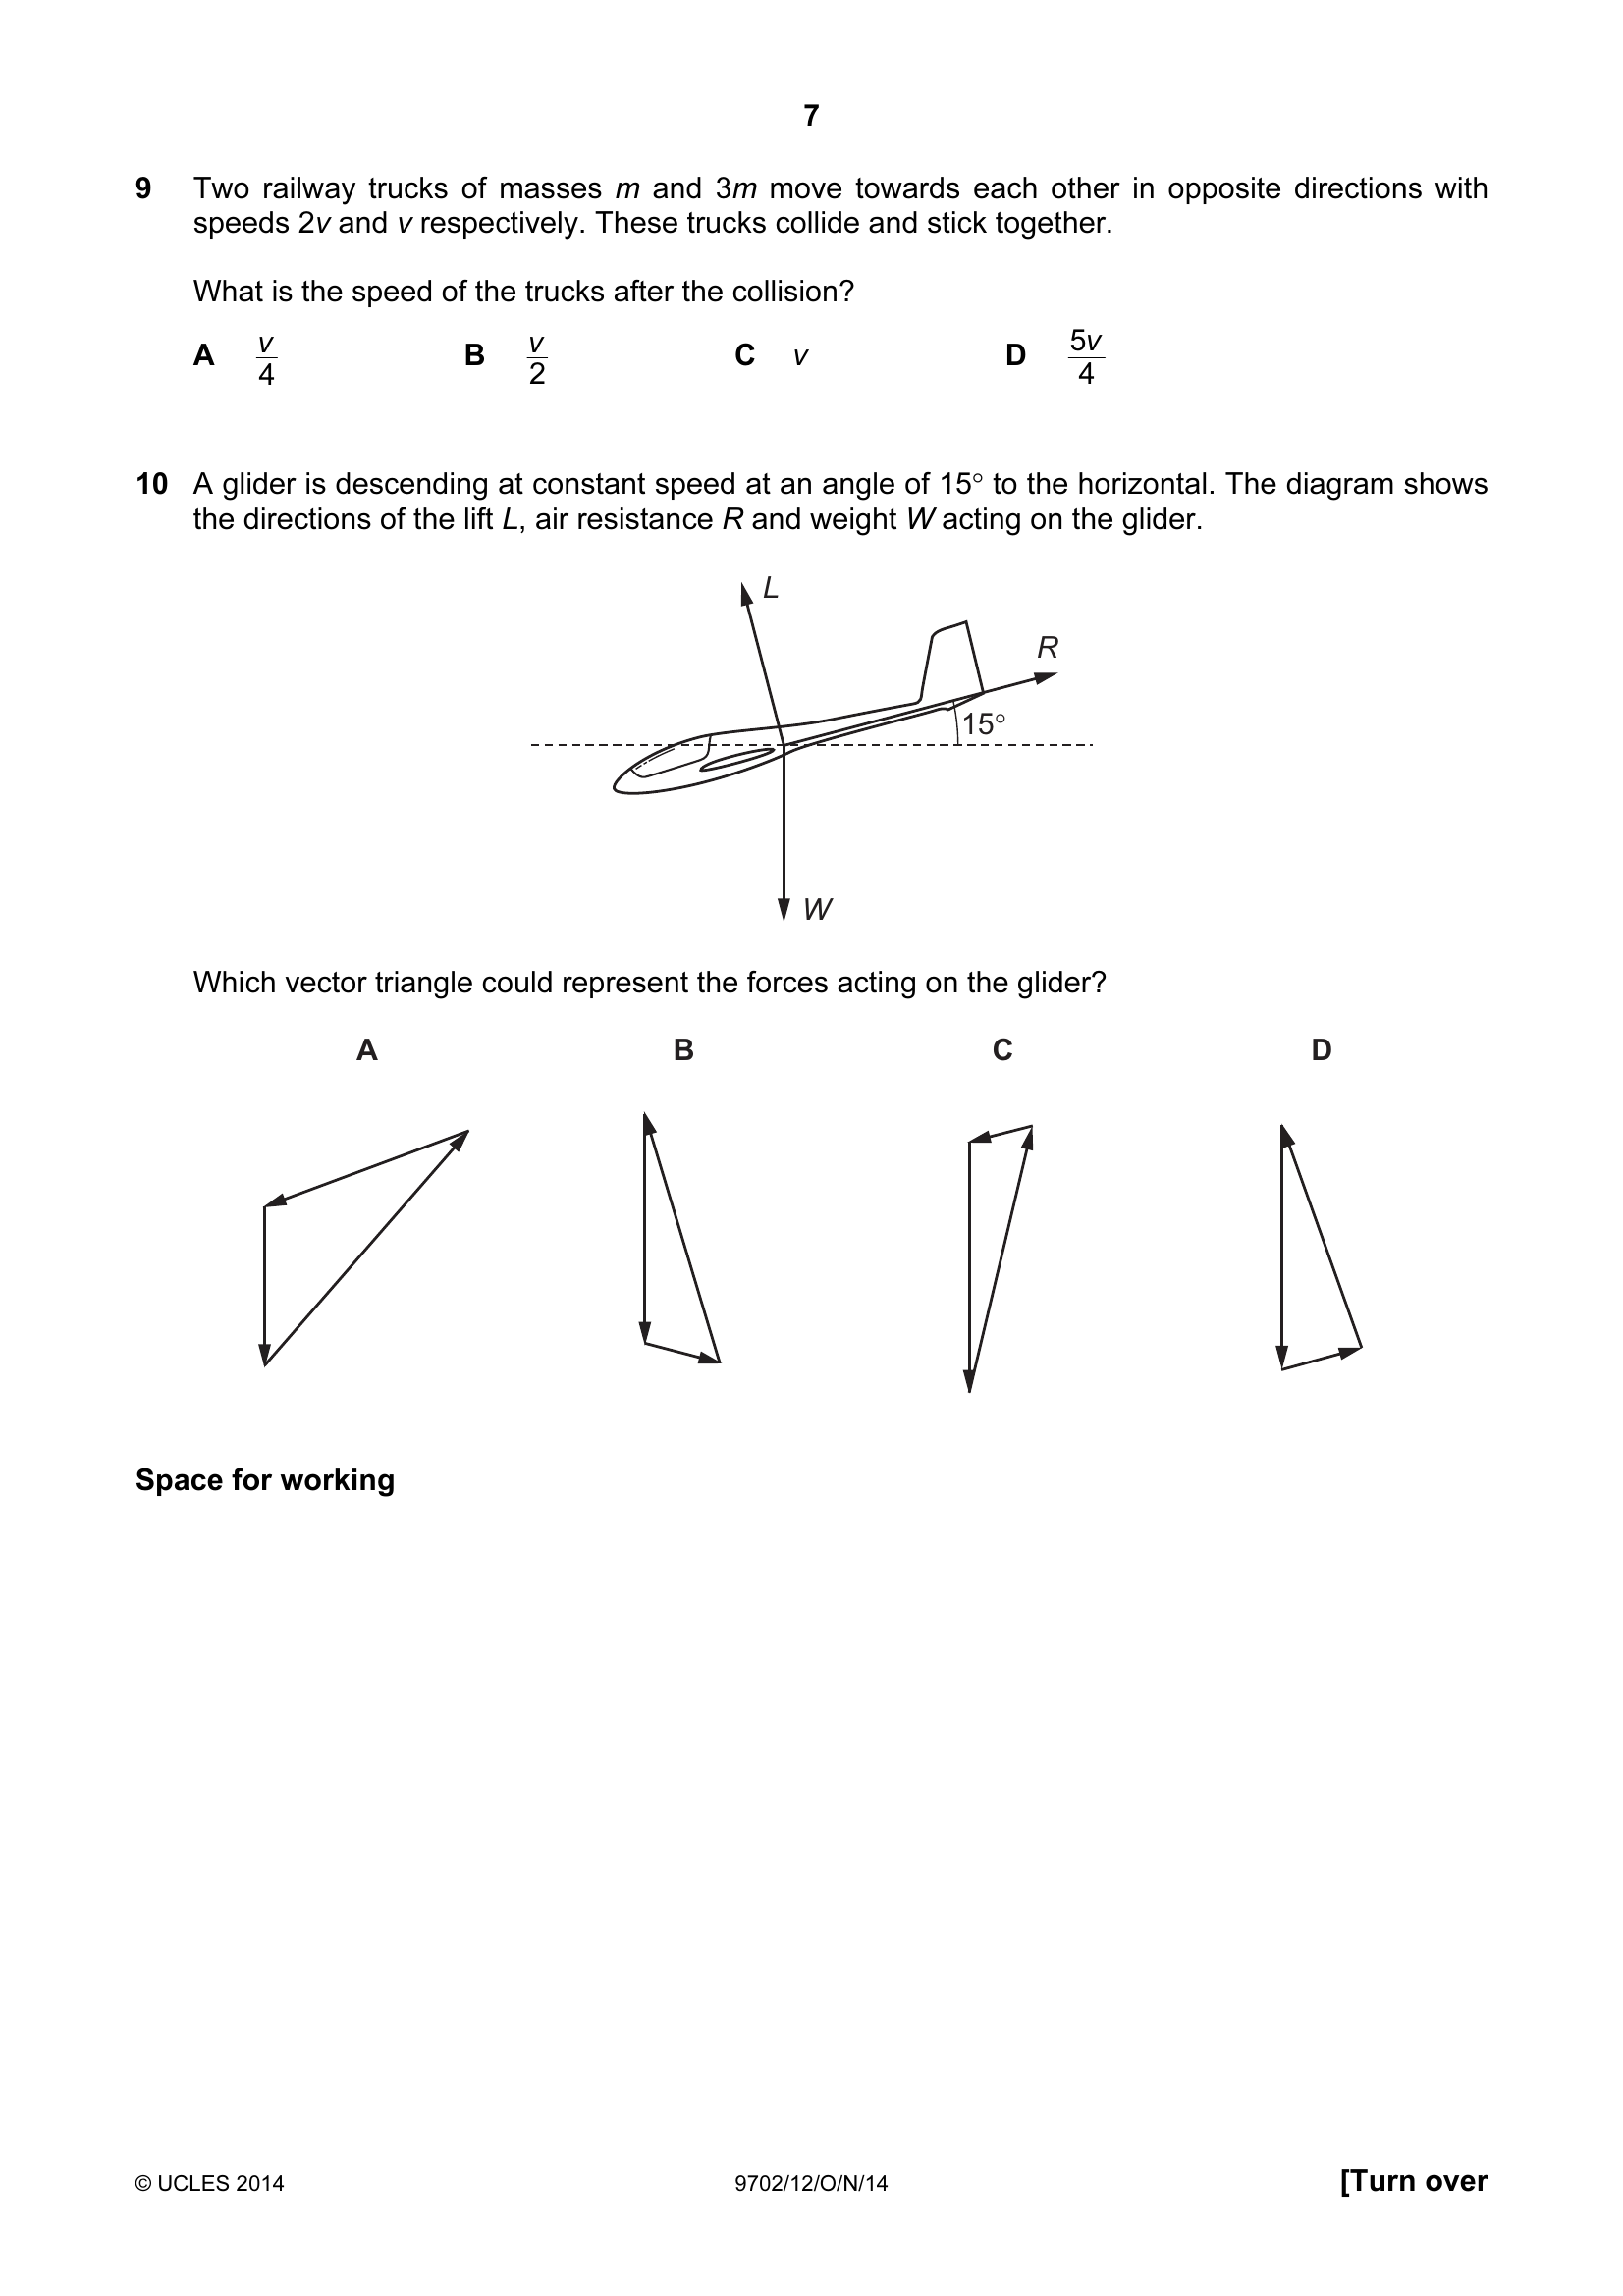 7
9 Two railway trucks of masses m and 3m move towards each other in opposite directions with
speeds 2v and v respectively. These trucks collide and stick together.
What is the speed of the trucks after the collision?
A v/4 B v/2 C v D 5v/4
10 A glider is descending at constant speed at an angle of 15° to the horizontal. The diagram shows
the directions of the lift L, air resistance R and weight W acting on the glider.
L
R
15°
W
Which vector triangle could represent the forces acting on the glider?
A B C D
Space for working
© UCLES 2014 9702/12/O/N/14 [Turn over